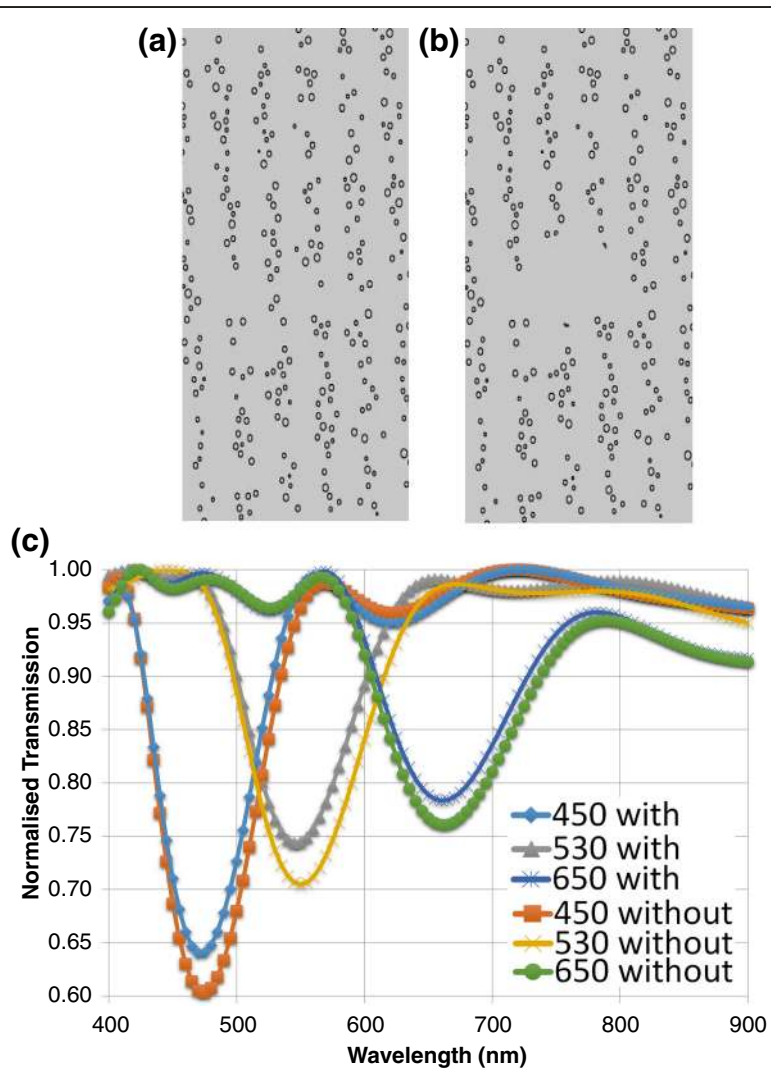 (a)
(b)
(c)
1.00
0.95
0.90
0.85
0.80
0.75
0.70
0.65
0.60
Normalised Transmission
450 with
530 with
650 with
450 without
530 without
650 without
400 500 600 700 800 900
Wavelength (nm)